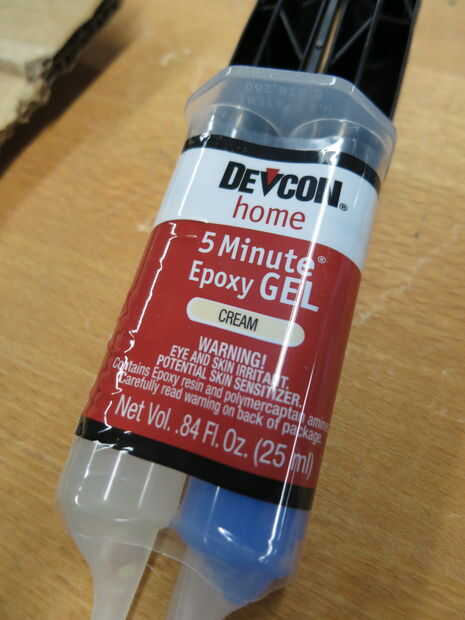 DEVCON®
home
5 Minute®
Epoxy GEL
CREAM
WARNING!
EYE AND SKIN IRRITANT.
POTENTIAL SKIN SENSITIZER.
Contains Epoxy resin and polymercaptan amine
Carefully read warning on back of package.
Net Vol. .84 Fl. Oz. (25 ml)